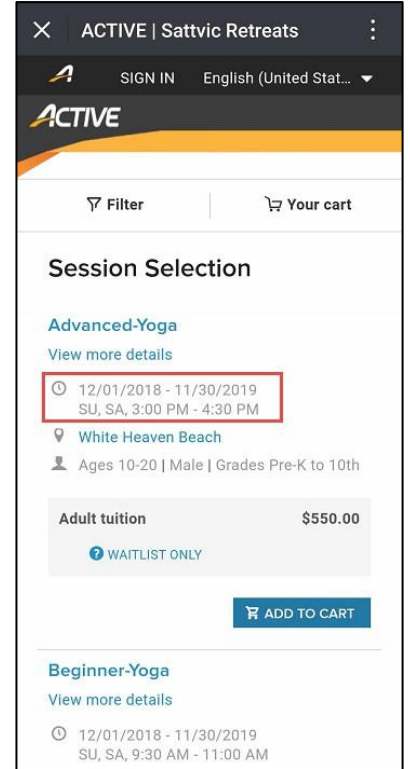 ACTIVE | Sattvic Retreats
SIGN IN English (United Stat...
ACTIVE
Filter Your cart
Session Selection
Advanced-Yoga
View more details
12/01/2018 - 11/30/2019
SU, SA, 3:00 PM - 4:30 PM
White Heaven Beach
Ages 10-20 | Male | Grades Pre-K to 10th
Adult tuition $550.00
WAITLIST ONLY
ADD TO CART
Beginner-Yoga
View more details
12/01/2018 - 11/30/2019
SU, SA, 9:30 AM - 11:00 AM